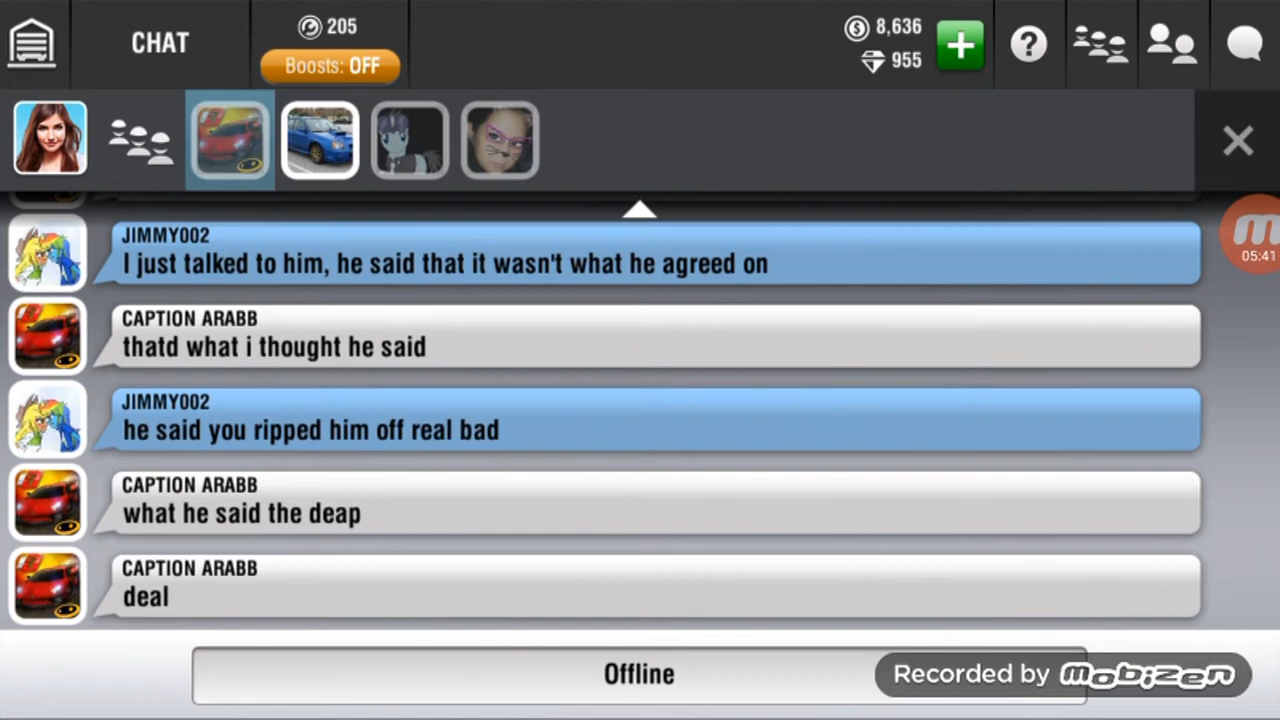 CHAT
205
Boosts: OFF
8,636
955
05:41
JIMMY002
I just talked to him, he said that it wasn't what he agreed on
CAPTION ARABB
thatd what i thought he said
JIMMY002
he said you ripped him off real bad
CAPTION ARABB
what he said the deap
CAPTION ARABB
deal
Offline
Recorded by mobizen